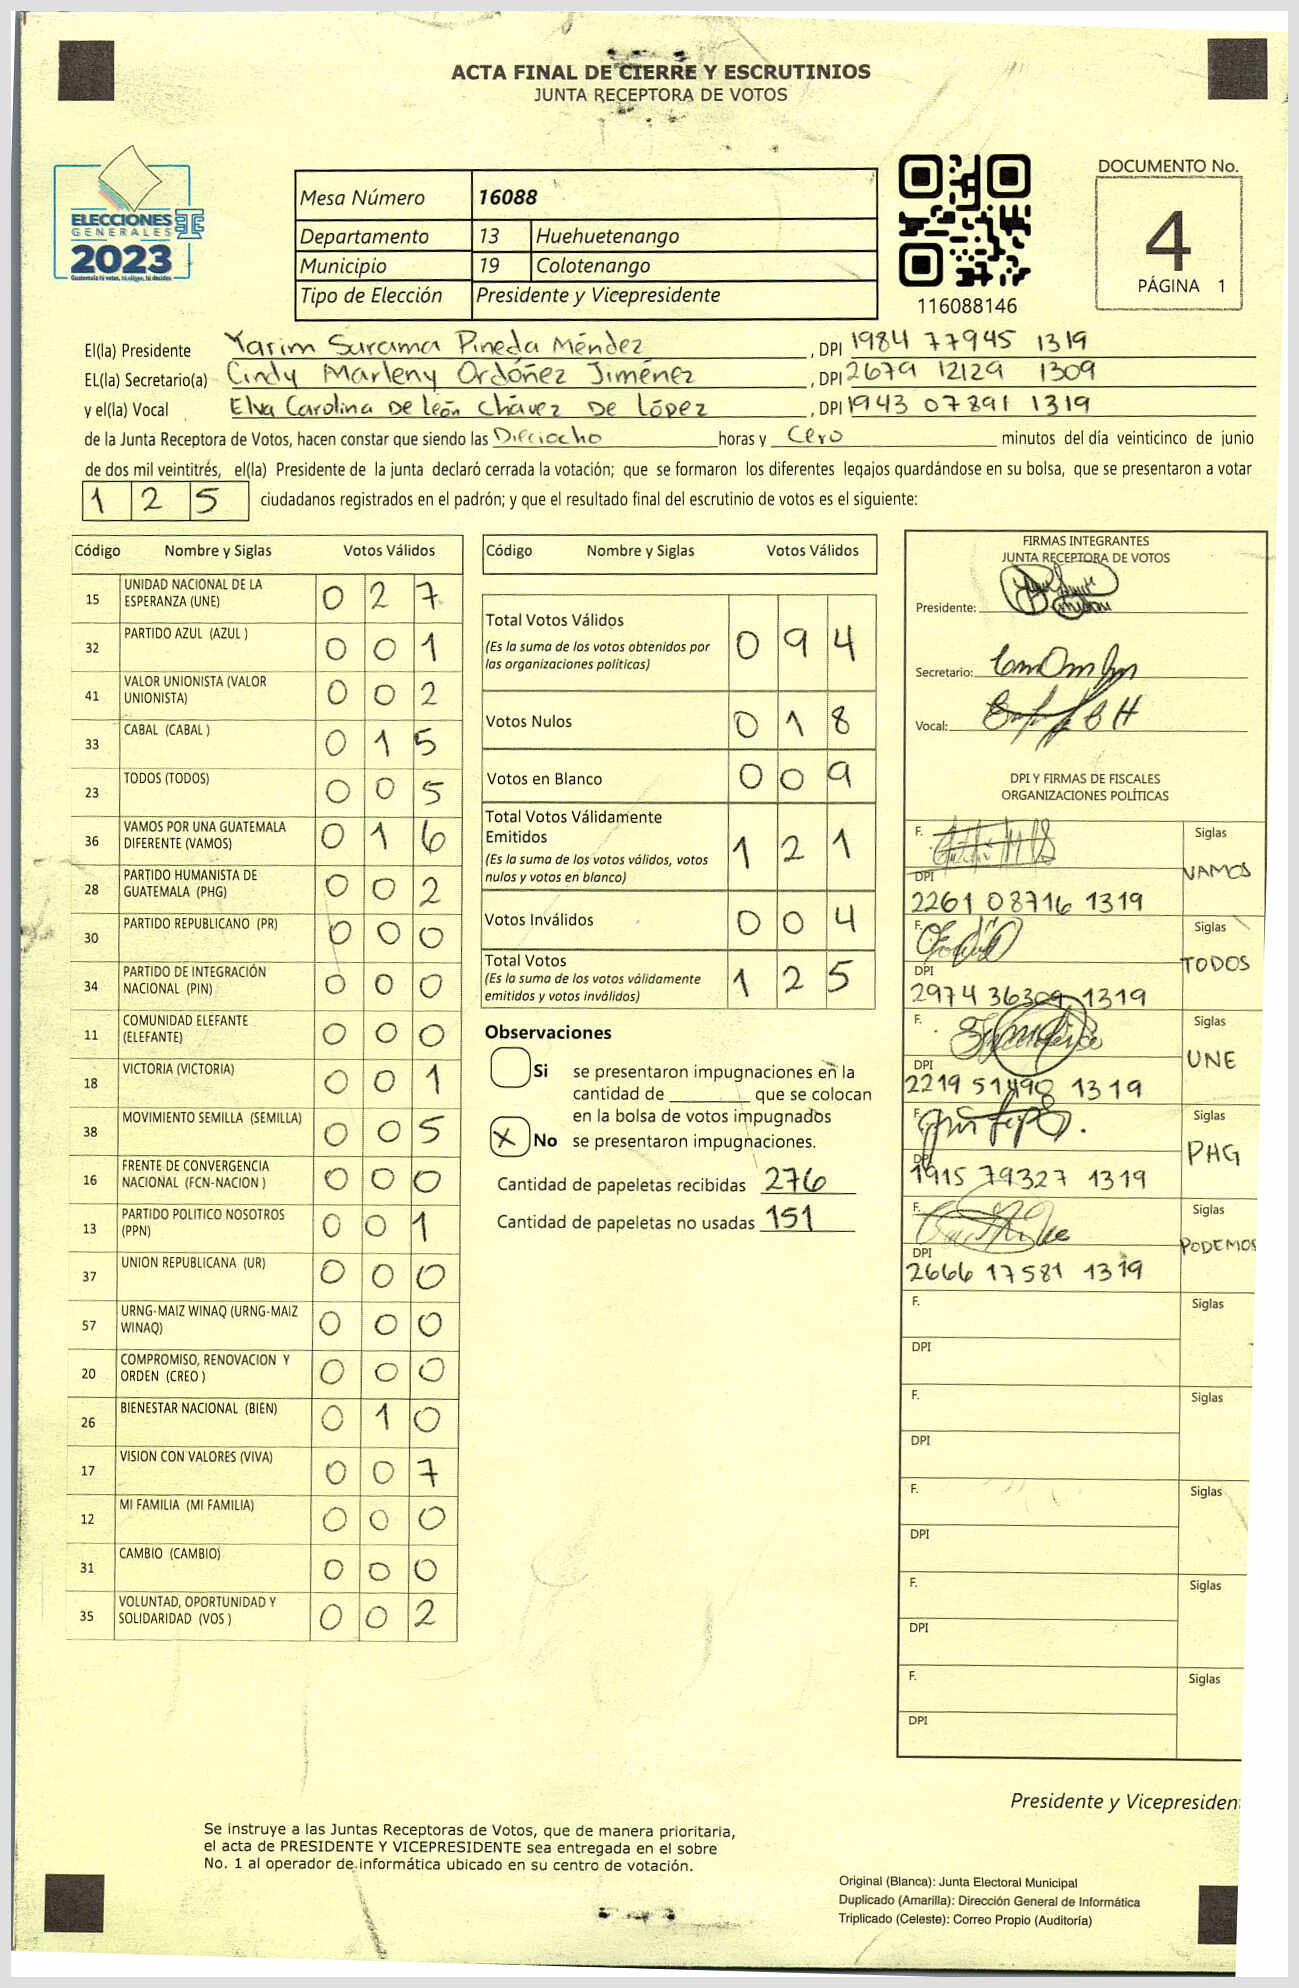 ACTA FINAL DE CIERRE Y ESCRUTINIOS
JUNTA RECEPTORA DE VOTOS
ELECCIONES
GENERALES
2023
Guatemala tú votas, tú eliges, tú decides
Mesa Número 16088
Departamento 13 Huehuetenango
Municipio 19 Colotenango
Tipo de Elección Presidente y Vicepresidente
116088146
DOCUMENTO No.
4
PÁGINA 1
El(la) Presidente Yarim Surama Pineda Méndez, DPI 1984 77945 1319
EL(la) Secretario(a) Cindy Marleny Ordóñez Jiménez, DPI 2679 12129 1309
y el(la) Vocal Elva Carolina De León Chávez De López, DPI 1943 07891 1319
de la Junta Receptora de Votos, hacen constar que siendo las Dieciocho horas y Cero minutos del día veinticinco de junio
de dos mil veintitrés, el(la) Presidente de la junta declaró cerrada la votación; que se formaron los diferentes legajos guardándose en su bolsa, que se presentaron a votar
1 2 5 ciudadanos registrados en el padrón; y que el resultado final del escrutinio de votos es el siguiente:
Código Nombre y Siglas Votos Válidos
15 UNIDAD NACIONAL DE LA
ESPERANZA (UNE) 0 2 7
32 PARTIDO AZUL (AZUL ) 0 0 1
41 VALOR UNIONISTA (VALOR
UNIONISTA) 0 0 2
33 CABAL (CABAL ) 0 1 5
23 TODOS (TODOS) 0 0 5
36 VAMOS POR UNA GUATEMALA
DIFERENTE (VAMOS) 0 1 6
28 PARTIDO HUMANISTA DE
GUATEMALA (PHG) 0 0 2
30 PARTIDO REPUBLICANO (PR) 0 0 0
34 PARTIDO DE INTEGRACIÓN
NACIONAL (PIN) 0 0 0
11 COMUNIDAD ELEFANTE
(ELEFANTE) 0 0 0
18 VICTORIA (VICTORIA) 0 0 1
38 MOVIMIENTO SEMILLA (SEMILLA) 0 0 5
16 FRENTE DE CONVERGENCIA
NACIONAL (FCN-NACION ) 0 0 0
13 PARTIDO POLITICO NOSOTROS
(PPN) 0 0 1
37 UNION REPUBLICANA (UR) 0 0 0
57 URNG-MAIZ WINAQ (URNG-MAIZ
WINAQ) 0 0 0
20 COMPROMISO, RENOVACION Y
ORDEN (CREO ) 0 0 0
26 BIENESTAR NACIONAL (BIEN) 0 1 0
17 VISION CON VALORES (VIVA) 0 0 7
12 MI FAMILIA (MI FAMILIA) 0 0 0
31 CAMBIO (CAMBIO) 0 0 0
35 VOLUNTAD, OPORTUNIDAD Y
SOLIDARIDAD (VOS ) 0 0 2
Código Nombre y Siglas Votos Válidos
Total Votos Válidos 0 9 4
(Es la suma de los votos obtenidos por
las organizaciones políticas)
Votos Nulos 0 1 8
Votos en Blanco 0 0 9
Total Votos Válidamente
Emitidos 1 2 1
(Es la suma de los votos válidos, votos
nulos y votos en blanco)
Votos Inválidos 0 0 4
Total Votos 1 2 5
(Es la suma de los votos válidamente
emitidos y votos inválidos)
Observaciones
Si se presentaron impugnaciones en la
cantidad de ________ que se colocan
en la bolsa de votos impugnados
X No se presentaron impugnaciones.
Cantidad de papeletas recibidas 276
Cantidad de papeletas no usadas 151
FIRMAS INTEGRANTES
JUNTA RECEPTORA DE VOTOS
Presidente:
Secretario:
Vocal:
DPI Y FIRMAS DE FISCALES
ORGANIZACIONES POLÍTICAS
F. Siglas
VAMOS
DPI
2261 08716 1319
F. Siglas
TODOS
DPI
2974 36309 1319
F. Siglas
UNE
DPI
2219 51498 1319
F. Siglas
PHG
DPI
1915 79327 1319
F. Siglas
PODEMOS
DPI
2666 17581 1319
F. Siglas
DPI
F. Siglas
DPI
F. Siglas
DPI
F. Siglas
DPI
F. Siglas
DPI
Presidente y Vicepresiden
Se instruye a las Juntas Receptoras de Votos, que de manera prioritaria,
el acta de PRESIDENTE Y VICEPRESIDENTE sea entregada en el sobre
No. 1 al operador de informática ubicado en su centro de votación.
Original (Blanca): Junta Electoral Municipal
Duplicado (Amarilla): Dirección General de Informática
Triplicado (Celeste): Correo Propio (Auditoría)